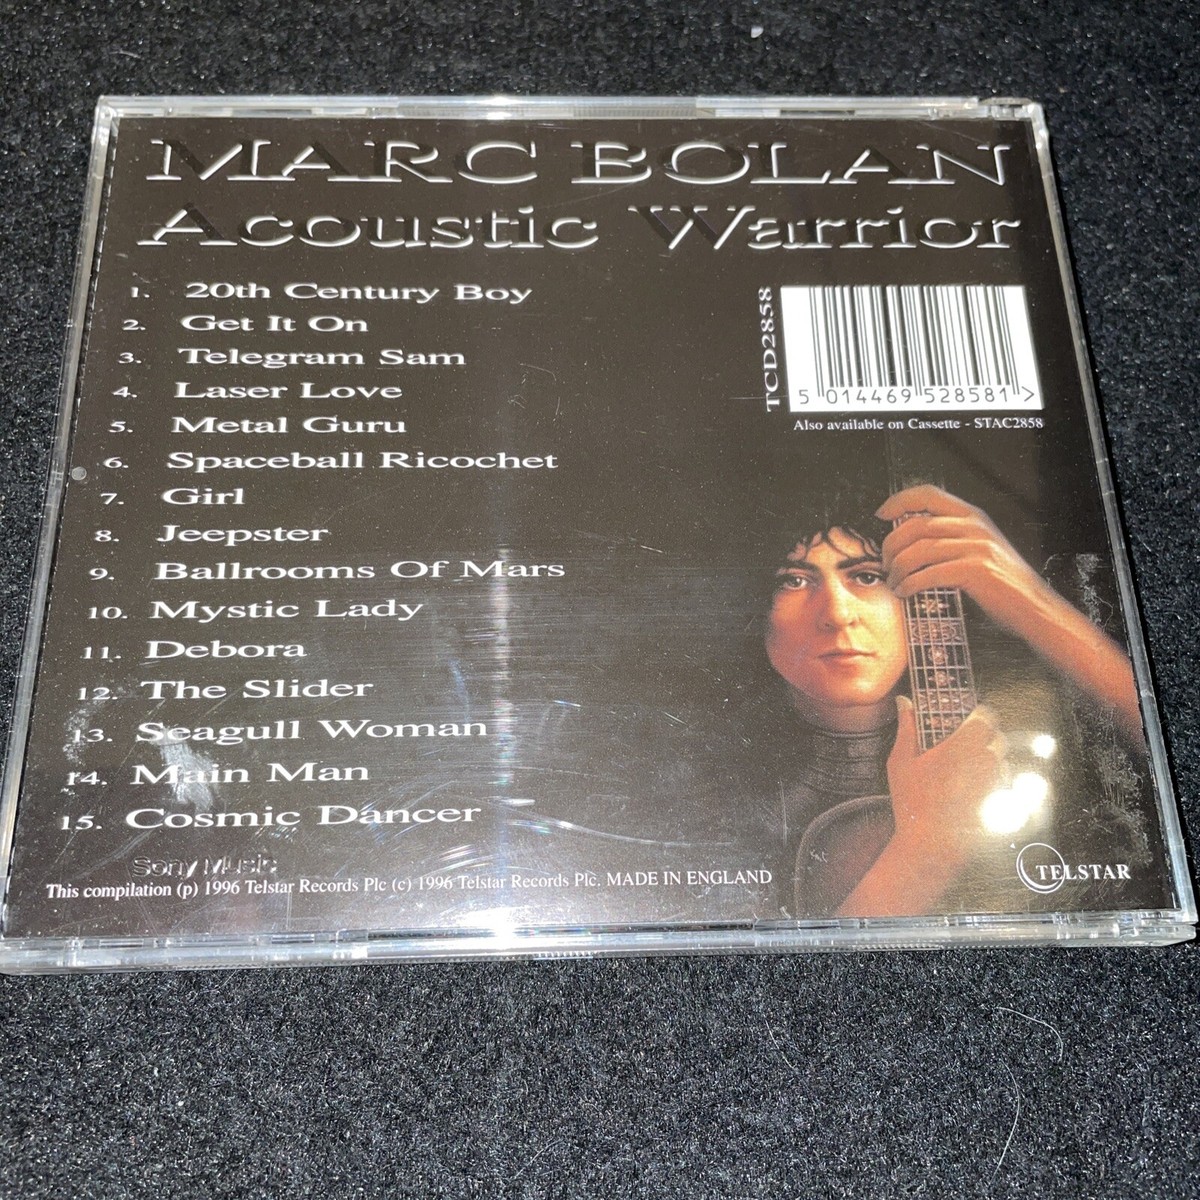 MARC BOLAN
Acoustic Warrior
1. 20th Century Boy
2. Get It On
3. Telegram Sam
4. Laser Love
5. Metal Guru
6. Spaceball Ricochet
7. Girl
8. Jeepster
9. Ballrooms Of Mars
10. Mystic Lady
11. Debora
12. The Slider
13. Seagull Woman
14. Main Man
15. Cosmic Dancer
TCD2858
5 014469 528581 >
Also available on Cassette - STAC2858
Sony Music
This compilation (p) 1996 Telstar Records Plc (c) 1996 Telstar Records Plc. MADE IN ENGLAND
TELSTAR